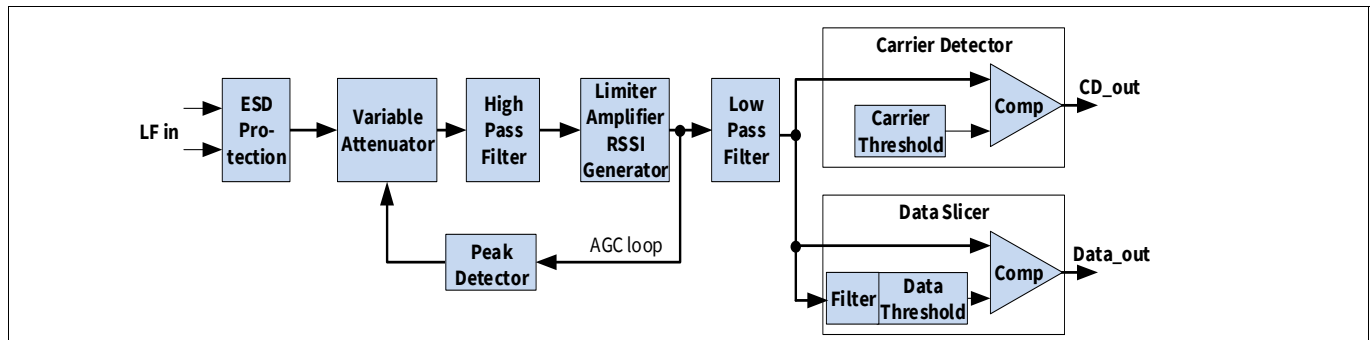 LF in
ESD
Pro-
tection
Variable
Attenuator
High
Pass
Filter
Limiter
Amplifier
RSSI
Generator
Low
Pass
Filter
Peak
Detector
AGC loop
Carrier Detector
Comp
Carrier
Threshold
CD_out
Data Slicer
Comp
Filter
Data
Threshold
Data_out